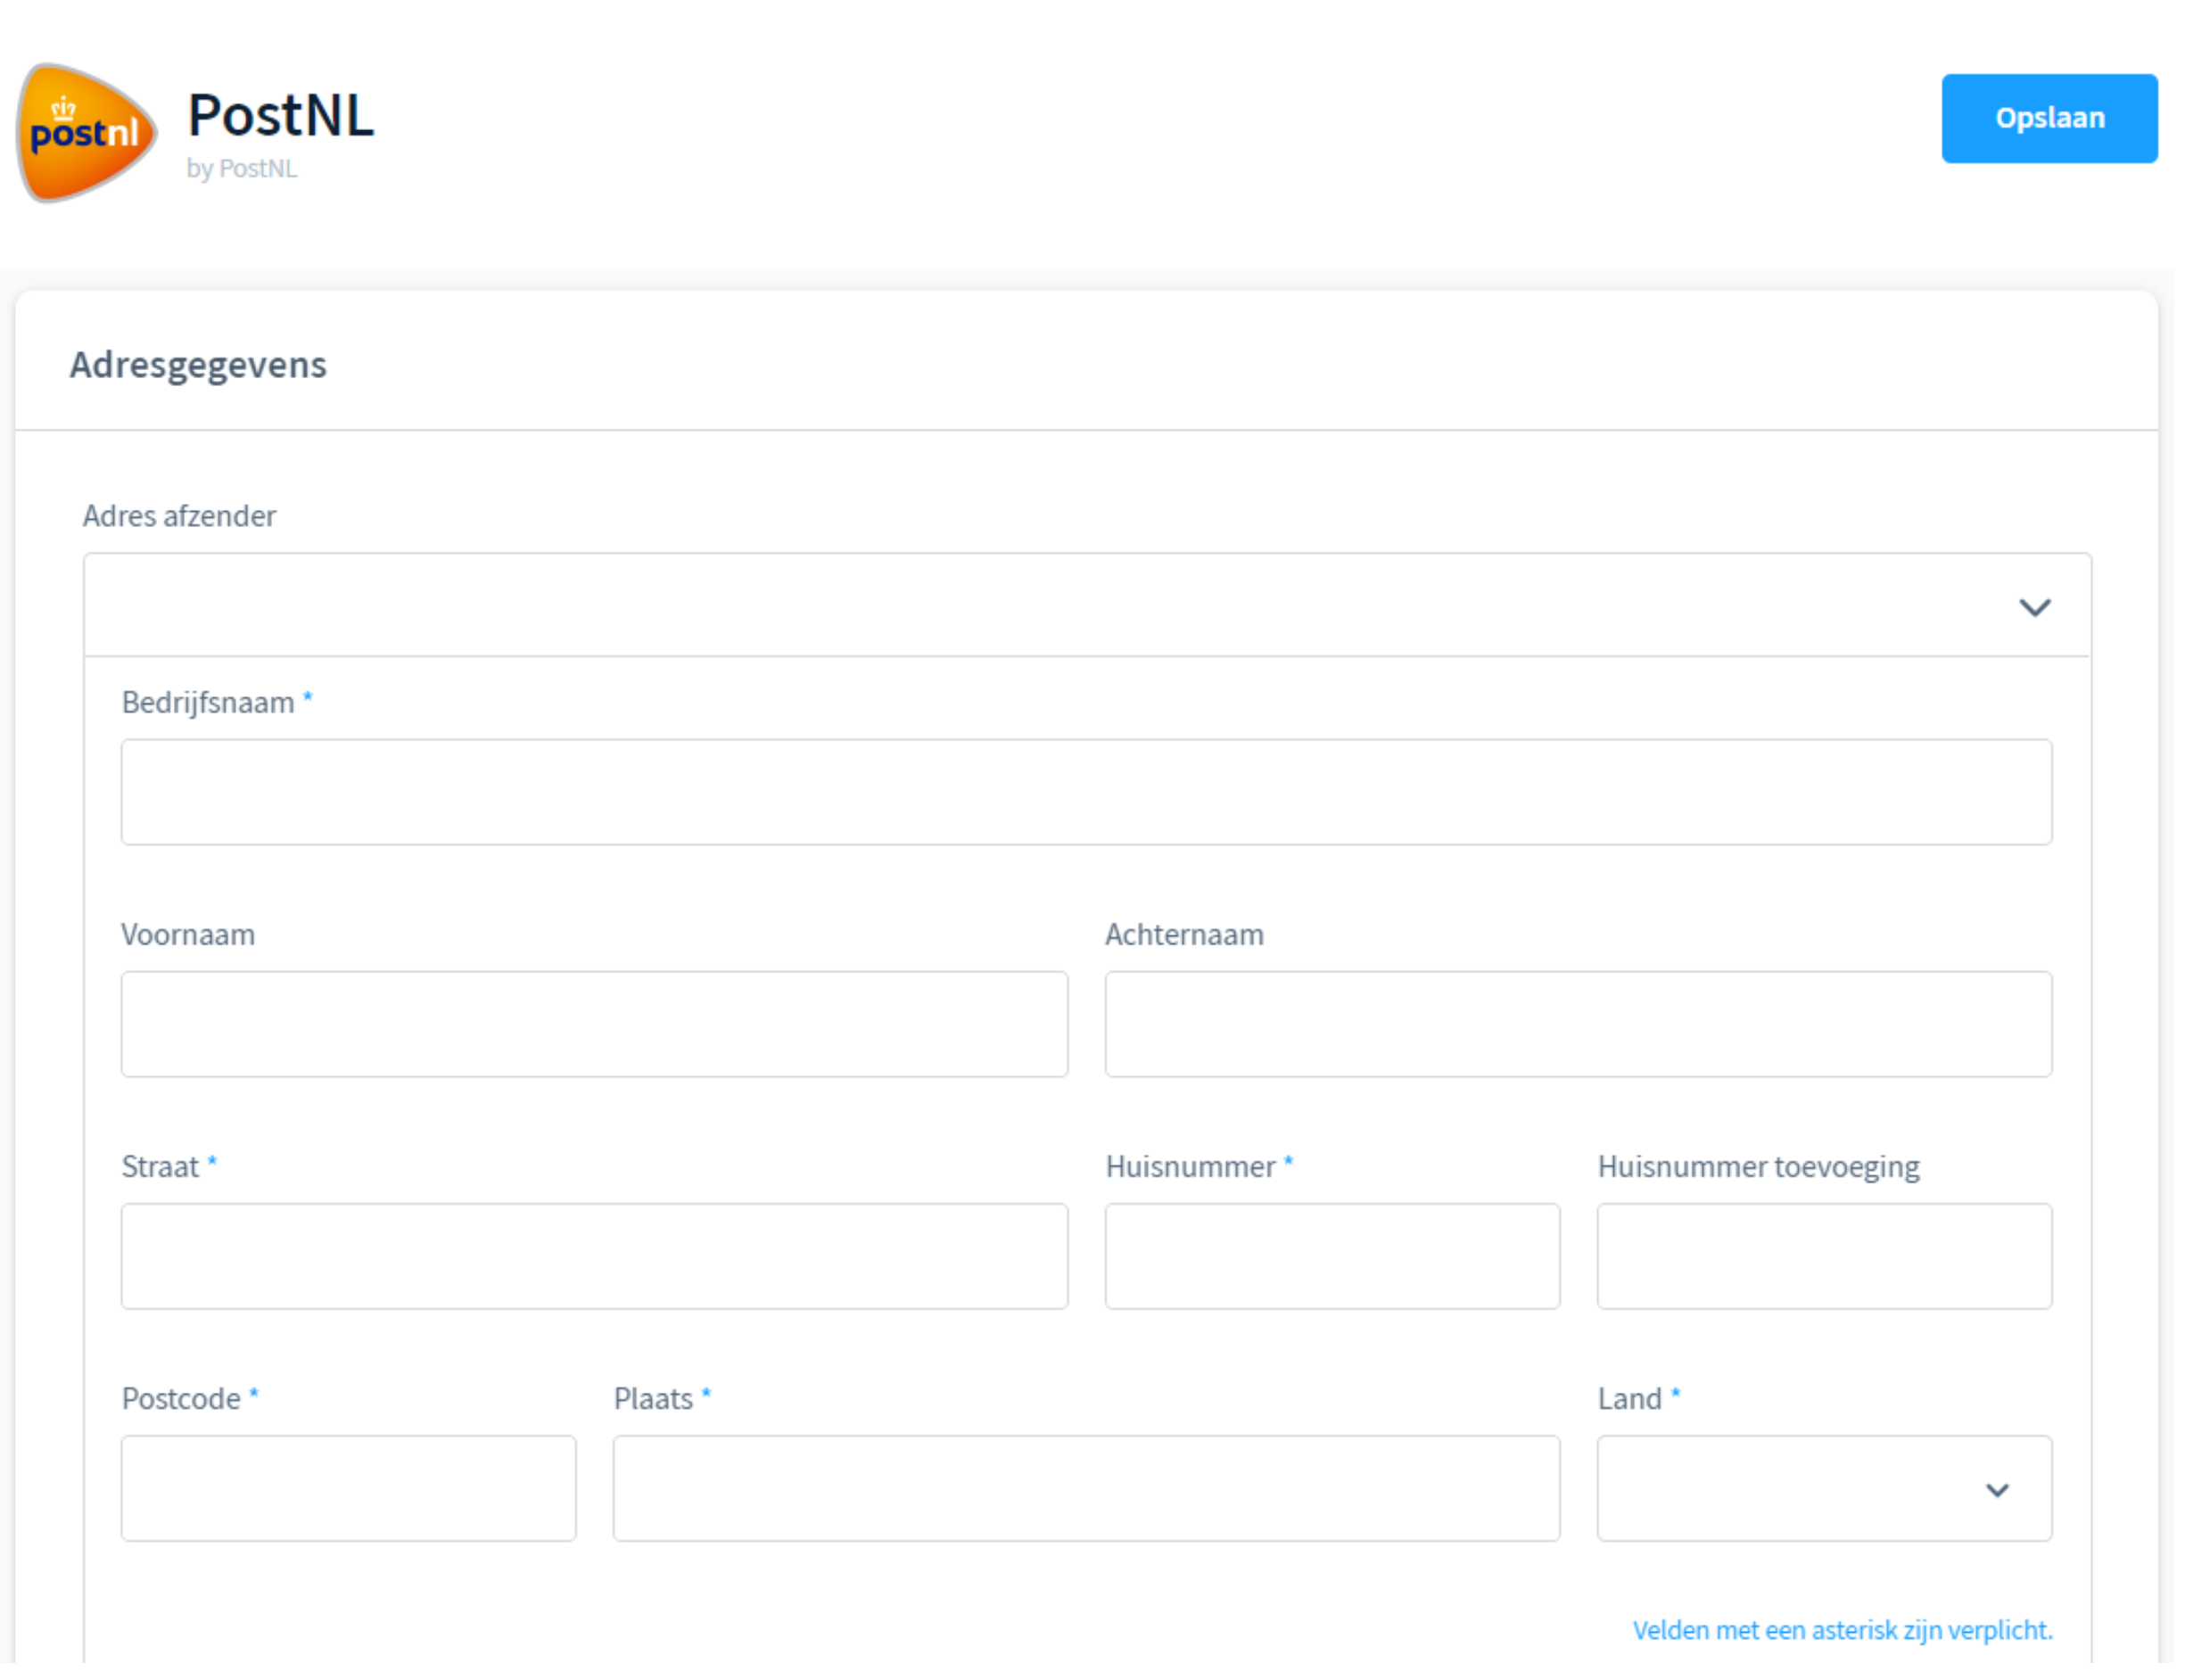 postnl
PostNL
by PostNL
Opslaan
Adresgegevens
Adres afzender
Bedrijfsnaam *
Voornaam
Achternaam
Straat *
Huisnummer *
Huisnummer toevoeging
Postcode *
Plaats *
Land *
Velden met een asterisk zijn verplicht.